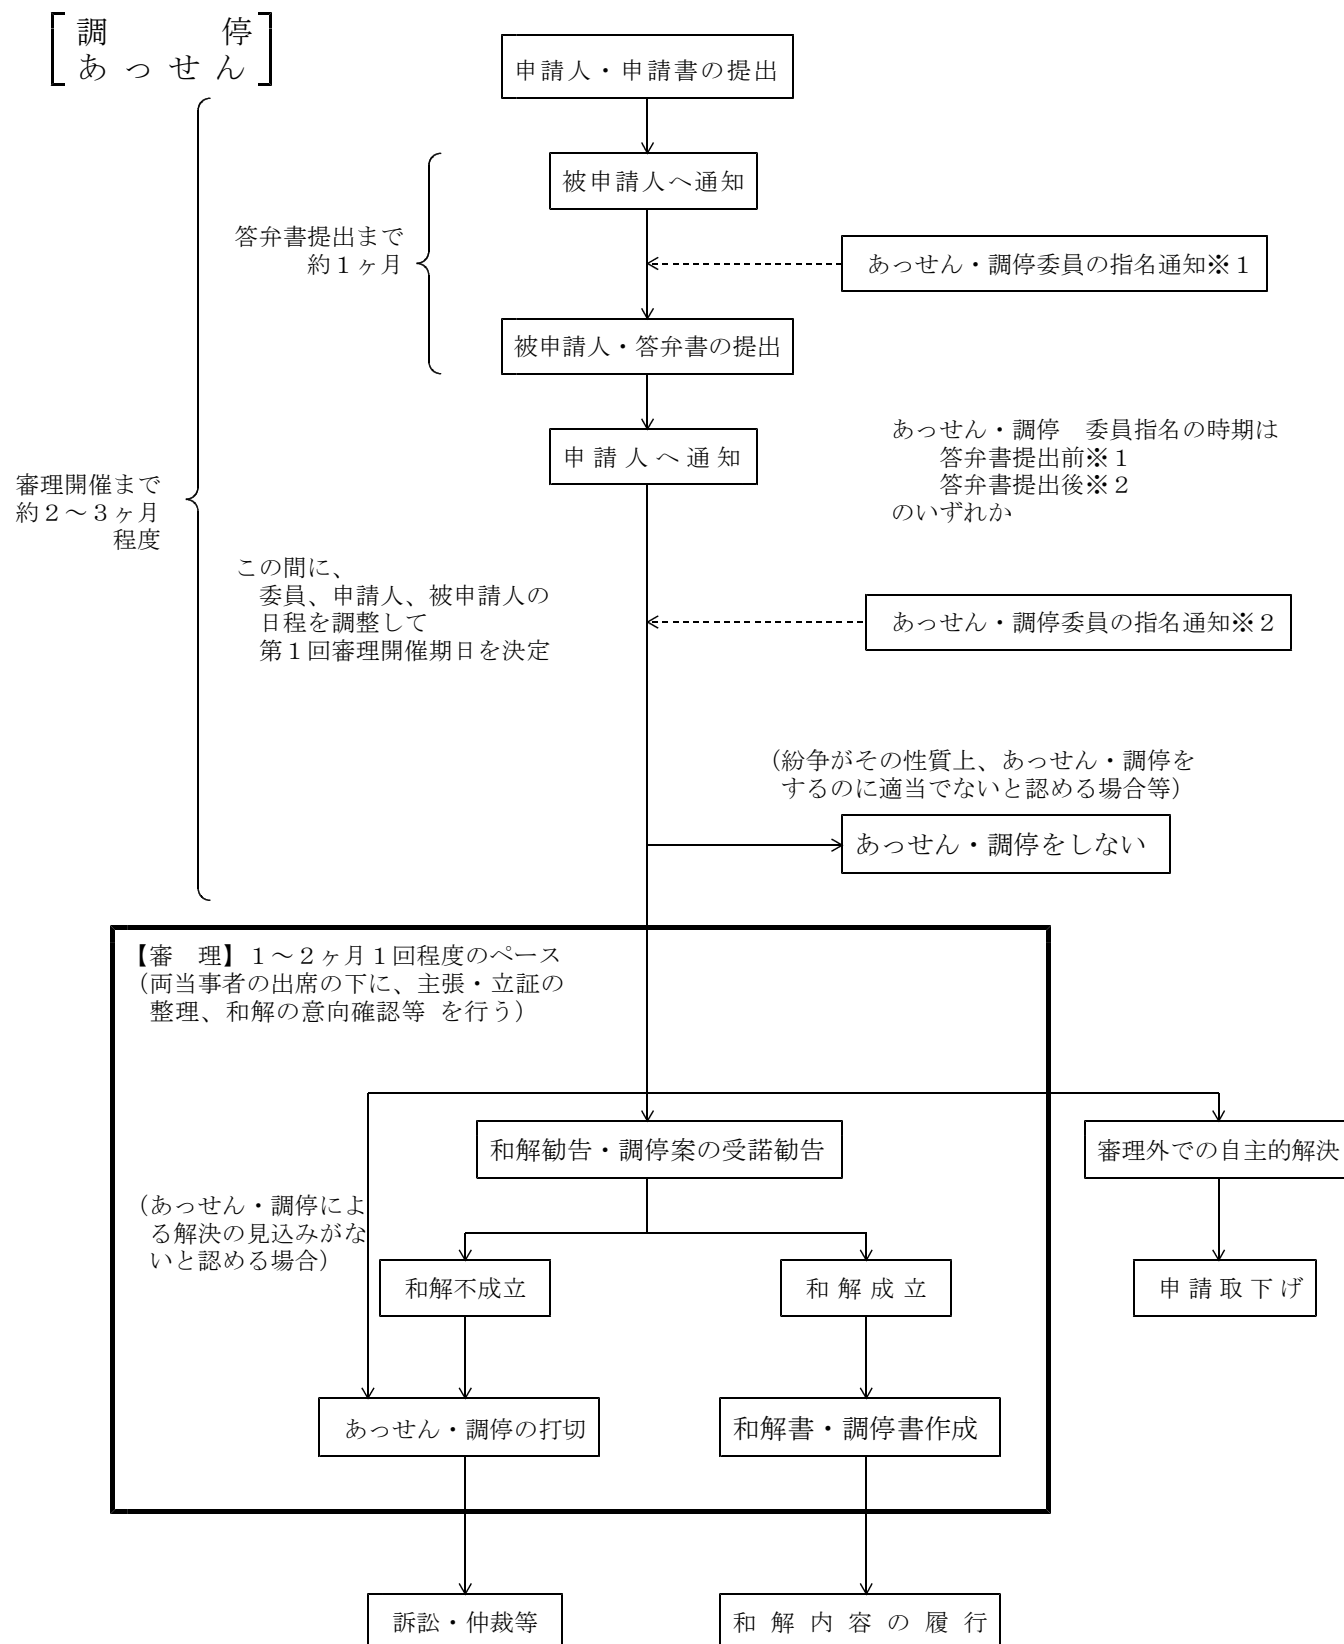 調　　停
あっせん
申請人・申請書の提出
被申請人へ通知
答弁書提出まで
約１ヶ月
あっせん・調停委員の指名通知※１
被申請人・答弁書の提出
申請人へ通知
あっせん・調停　委員指名の時期は
答弁書提出前※１
答弁書提出後※２
のいずれか
審理開催まで
約２～３ヶ月
程度
この間に、
委員、申請人、被申請人の
日程を調整して
第１回審理開催期日を決定
あっせん・調停委員の指名通知※２
（紛争がその性質上、あっせん・調停を
するのに適当でないと認める場合等）
あっせん・調停をしない
【審　理】１～２ヶ月１回程度のペース
（両当事者の出席の下に、主張・立証の
整理、和解の意向確認等 を行う）
和解勧告・調停案の受諾勧告
審理外での自主的解決
（あっせん・調停によ
る解決の見込みがな
いと認める場合）
和解不成立
和解成立
申請取下げ
あっせん・調停の打切
和解書・調停書作成
訴訟・仲裁等
和解内容の履行